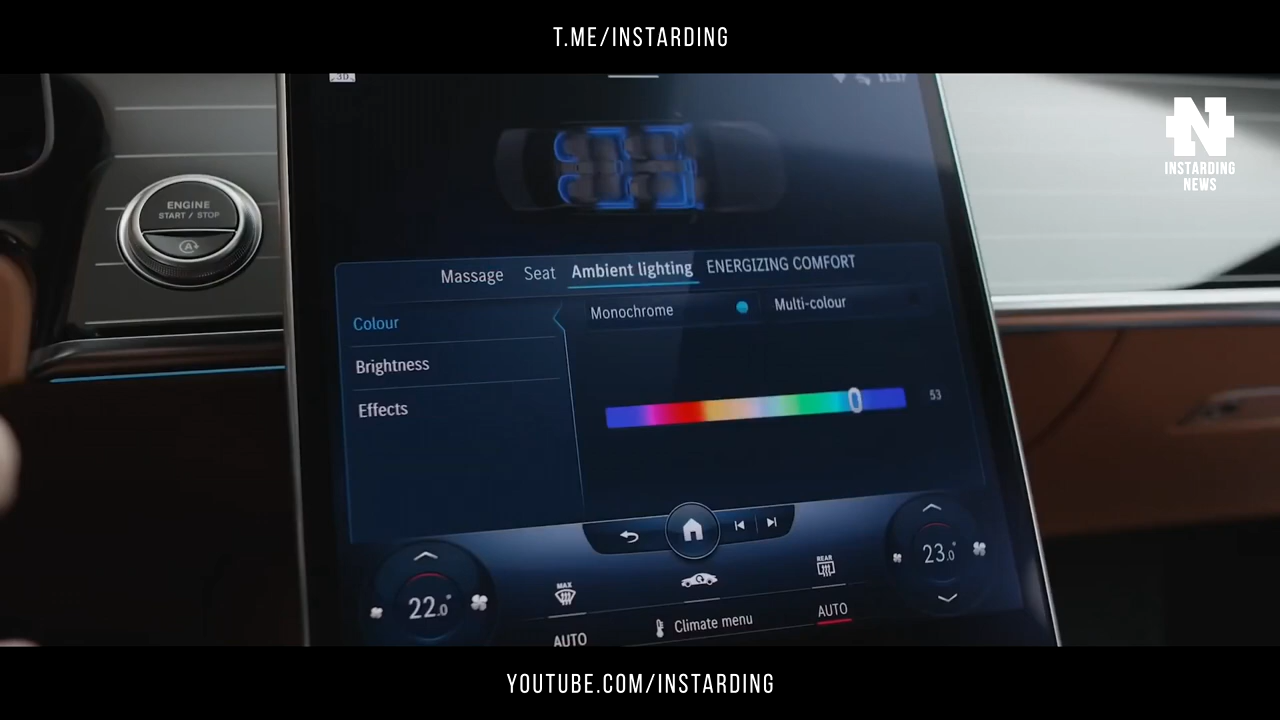 T.ME/INSTARDING
3D
INSTARDING
NEWS
ENGINE
START / STOP
A
Massage Seat Ambient lighting ENERGIZING COMFORT
Colour
Monochrome Multi-colour
Brightness
Effects
53
22.0°
MAX
REAR
23.0°
AUTO
Climate menu
AUTO
YOUTUBE.COM/INSTARDING